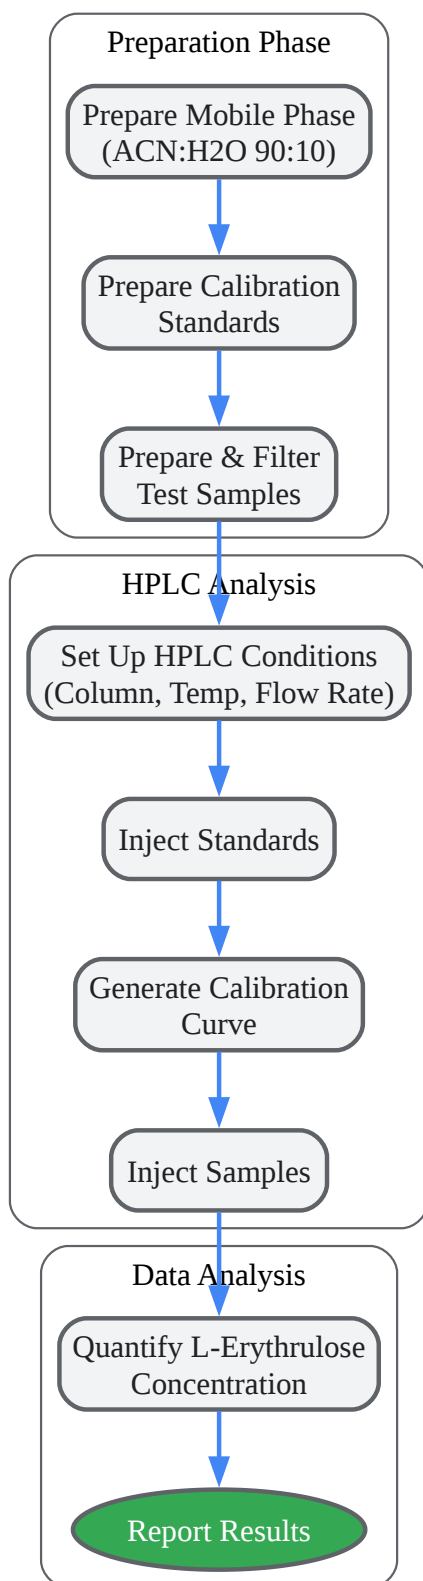 Preparation Phase
Prepare Mobile Phase
(ACN:H2O 90:10)
Prepare Calibration
Standards
Prepare & Filter
Test Samples
HPLC Analysis
Set Up HPLC Conditions
(Column, Temp, Flow Rate)
Inject Standards
Generate Calibration
Curve
Inject Samples
Data Analysis
Quantify L-Erythrulose
Concentration
Report Results